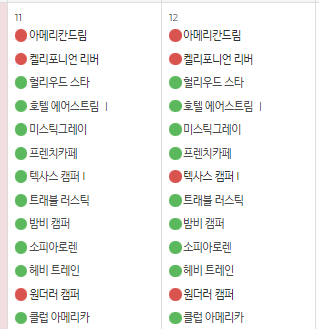 11
아메리칸드림
켈리포니언 리버
헐리우드 스타
호텔 에어스트림 Ⅰ
미스틱그레이
프렌치카페
텍사스 캠퍼 I
트래블 러스틱
밤비 캠퍼
소피아로렌
헤비 트레인
원더러 캠퍼
클럽 아메리카
12
아메리칸드림
켈리포니언 리버
헐리우드 스타
호텔 에어스트림 Ⅰ
미스틱그레이
프렌치카페
텍사스 캠퍼 I
트래블 러스틱
밤비 캠퍼
소피아로렌
헤비 트레인
원더러 캠퍼
클럽 아메리카